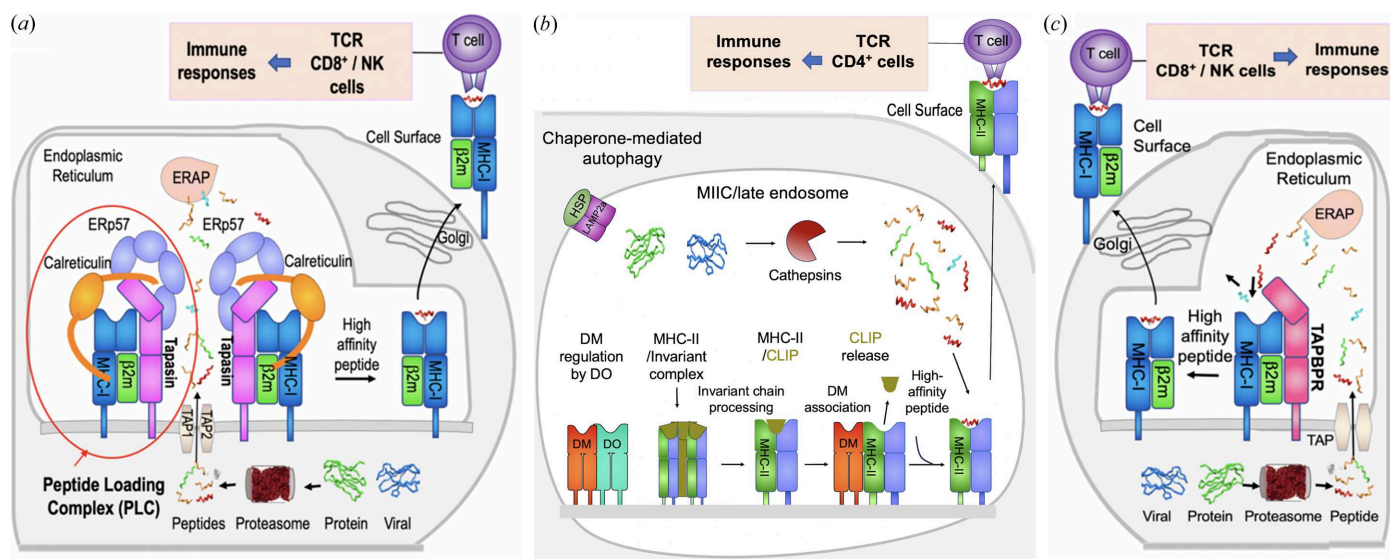 (a)
Immune
responses
TCR
CD8⁺ / NK
cells
T cell
Cell Surface
β2m
MHC-I
Endoplasmic
Reticulum
ERAP
ERp57
ERp57
Calreticulin
Calreticulin
Golgi
MHC-I
β2m
Tapasin
Tapasin
β2m
MHC-I
High
affinity
peptide
β2m
MHC-I
TAP1
TAP2
Peptide Loading
Complex (PLC)
Peptides
Proteasome
Protein
Viral
(b)
Immune
responses
TCR
CD4⁺ cells
T cell
Cell Surface
MHC-II
Chaperone-mediated
autophagy
HSP
LAMP2a
MIIC/late endosome
Cathepsins
DM
regulation
by DO
MHC-II
/Invariant
complex
MHC-II
/CLIP
CLIP
release
Invariant chain
processing
DM
association
High-
affinity
peptide
DM
DO
MHC-II
DM
MHC-II
MHC-II
(c)
T cell
TCR
CD8⁺ / NK cells
Immune
responses
MHC-I
β2m
Cell
Surface
Endoplasmic
Reticulum
ERAP
Golgi
High
affinity
peptide
MHC-I
β2m
MHC-I
β2m
TAPBPR
TAP
Viral
Protein
Proteasome
Peptide